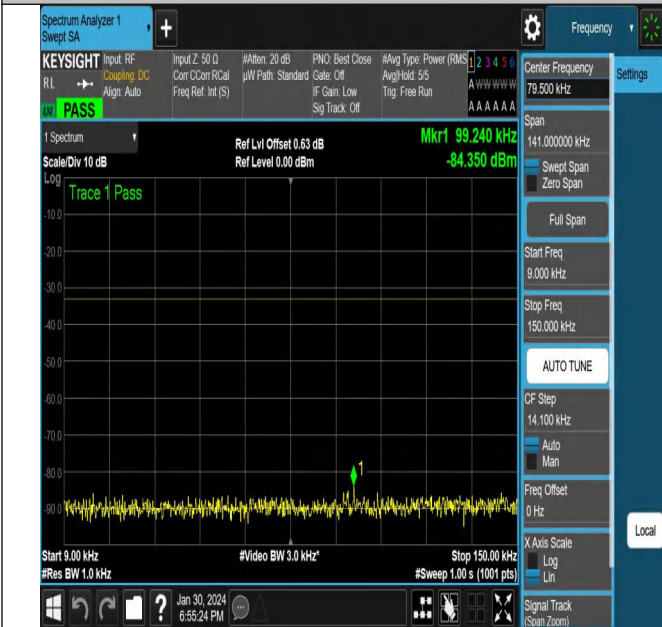 Spectrum Analyzer 1
Swept SA
+
Frequency
KEYSIGHT
RL
PASS
Input: RF
Coupling: DC
Align: Auto
Input Z: 50 Ω
Corr CCorr RCal
Freq Ref: Int (S)
#Atten: 20 dB
µW Path: Standard
PNO: Best Close
Gate: Off
IF Gain: Low
Sig Track: Off
#Avg Type: Power (RMS
Avg|Hold: 5/5
Trig: Free Run
1 2 3 4 5 6
A W W W W W
A A A A A A
1 Spectrum
Scale/Div 10 dB
Ref Lvl Offset 0.63 dB
Ref Level 0.00 dBm
Mkr1 99.240 kHz
-84.350 dBm
Log
Trace 1 Pass
-10.0
-20.0
-30.0
-40.0
-50.0
-70.0
-80.0
1
-90.0
Start 9.00 kHz
#Res BW 1.0 kHz
#Video BW 3.0 kHz*
Stop 150.00 kHz
#Sweep 1.00 s (1001 pts)
?
Jan 30, 2024
6:55:24 PM
Center Frequency
79.500 kHz
Settings
Span
141.000000 kHz
Swept Span
Zero Span
Full Span
Start Freq
9.000 kHz
Stop Freq
150.000 kHz
AUTO TUNE
CF Step
14.100 kHz
Auto
Man
Freq Offset
0 Hz
Local
X Axis Scale
Log
Lin
Signal Track
(Span Zoom)